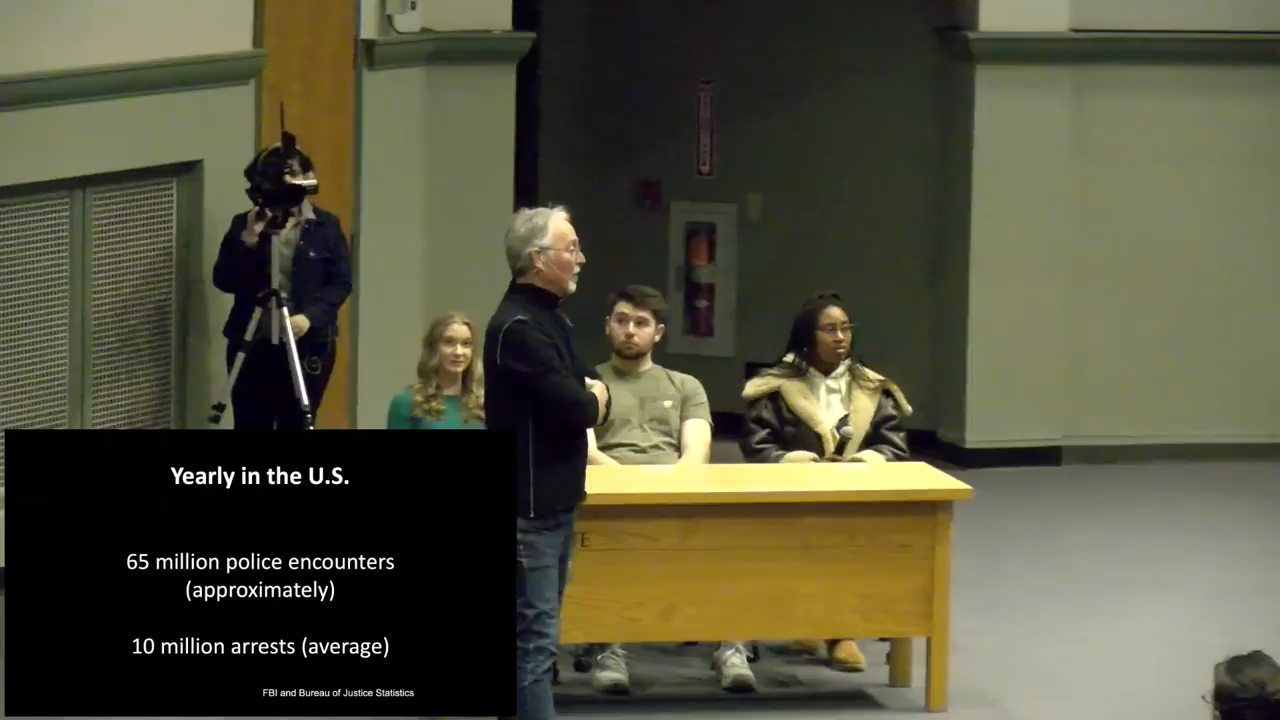 Yearly in the U.S.
65 million police encounters
(approximately)
10 million arrests (average)
FBI and Bureau of Justice Statistics